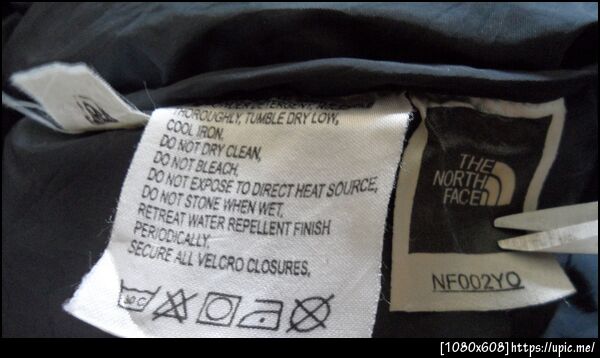 THOROUGHLY, TUMBLE DRY LOW,
COOL IRON.
DO NOT DRY CLEAN,
DO NOT BLEACH.
DO NOT EXPOSE TO DIRECT HEAT SOURCE,
DO NOT STONE WHEN WET.
RETREAT WATER REPELLENT FINISH
PERIODICALLY.
SECURE ALL VELCRO CLOSURES,
THE
NORTH
FACE
NF002YQ
[1080x608]https://upic.me/